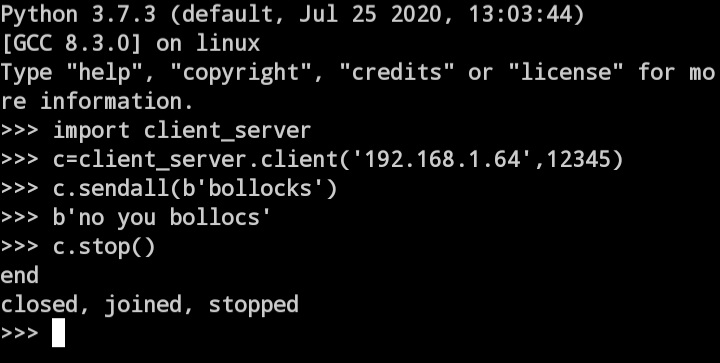 Python 3.7.3 (default, Jul 25 2020, 13:03:44)
[GCC 8.3.0] on linux
Type "help", "copyright", "credits" or "license" for mo
re information.
>>> import client_server
>>> c=client_server.client('192.168.1.64',12345)
>>> c.sendall(b'bollocks')
>>> b'no you bollocs'
>>> c.stop()
end
closed, joined, stopped
>>>